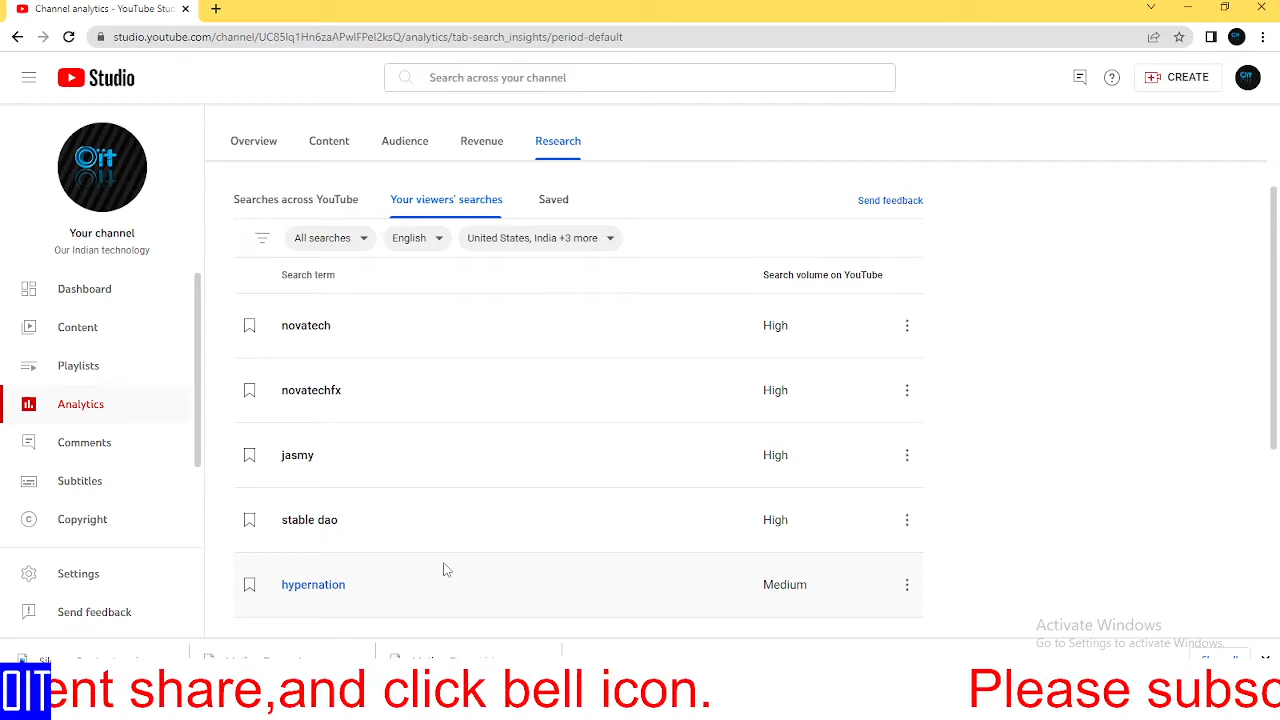 Channel analytics - YouTube Stu
studio.youtube.com/channel/UC85Iq1Hn6zaAPwIFPeI2ksQ/analytics/tab-search_insights/period-default
Studio
Search across your channel
CREATE
Oiit
Your channel
Our Indian technology
Dashboard
Content
Playlists
Analytics
Comments
Subtitles
Copyright
Settings
Send feedback
Overview Content Audience Revenue Research
Searches across YouTube Your viewers' searches Saved Send feedback
All searches English United States, India +3 more
Search term Search volume on YouTube
novatech High
novatechfx High
jasmy High
stable dao High
hypernation Medium
Activate Windows
Go to Settings to activate Windows.
OIT ent share,and click bell icon. Please subsc